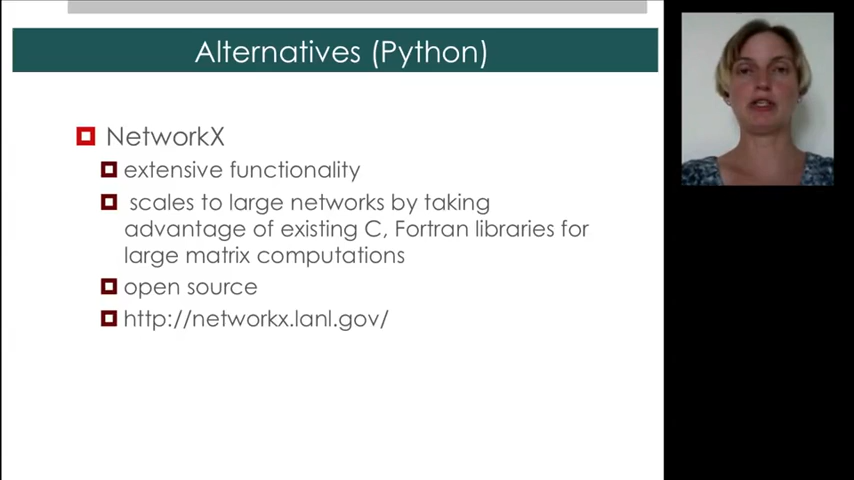 Alternatives (Python)
NetworkX
extensive functionality
scales to large networks by taking
advantage of existing C, Fortran libraries for
large matrix computations
open source
http://networkx.lanl.gov/